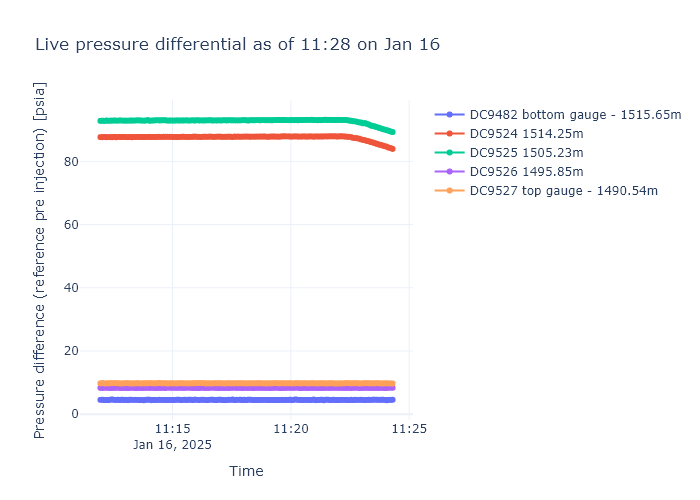 Live pressure differential as of 11:28 on Jan 16
Pressure difference (reference pre injection) [psia]
80
60
40
20
0
11:15
Jan 16, 2025
11:20
11:25
Time
DC9482 bottom gauge - 1515.65m
DC9524 1514.25m
DC9525 1505.23m
DC9526 1495.85m
DC9527 top gauge - 1490.54m